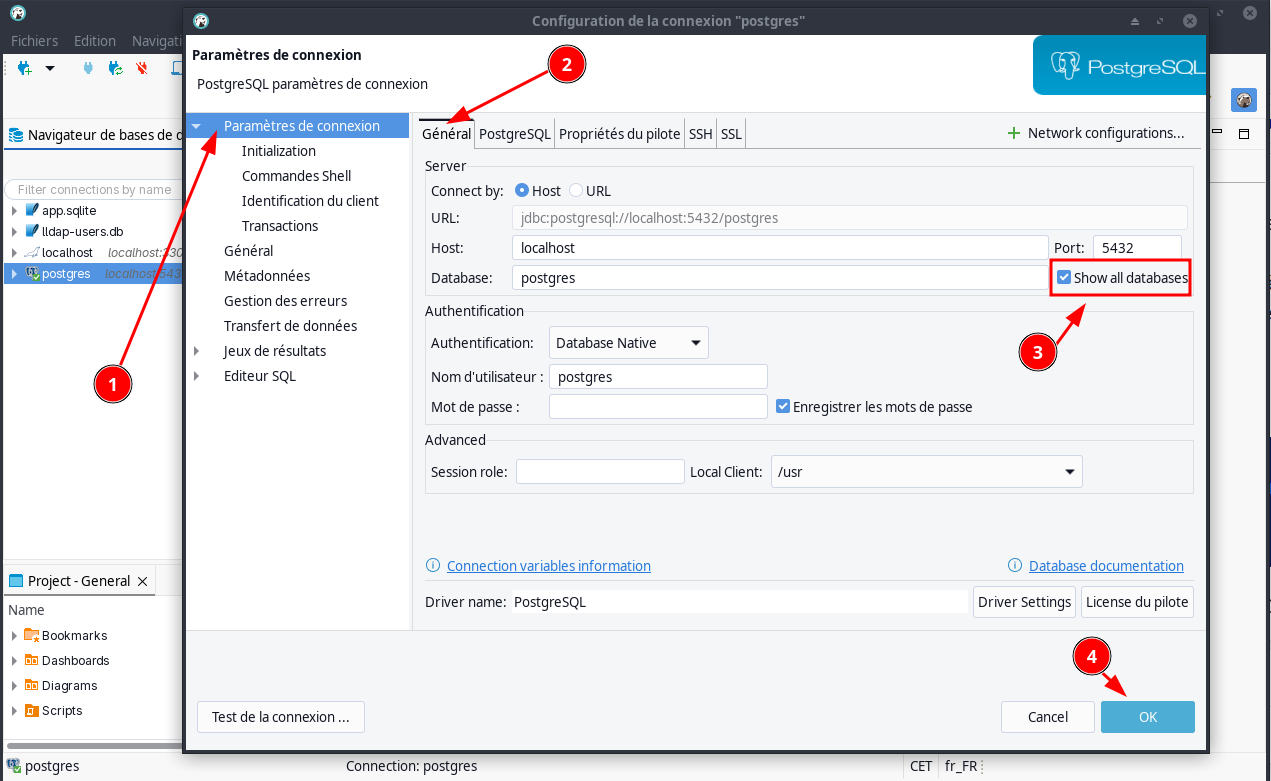 Configuration de la connexion "postgres"
Fichiers Edition Navigati
Paramètres de connexion
PostgreSQL paramètres de connexion
PostgreSQL
2
Navigateur de bases de d
Filter connections by name
app.sqlite
lldap-users.db
localhost localhost:330
postgres localhost:543
1
Paramètres de connexion
Initialization
Commandes Shell
Identification du client
Transactions
Général
Métadonnées
Gestion des erreurs
Transfert de données
Jeux de résultats
Editeur SQL
Général PostgreSQL Propriétés du pilote SSH SSL
Network configurations...
Server
Connect by: Host URL
URL: jdbc:postgresql://localhost:5432/postgres
Host: localhost Port: 5432
Database: postgres Show all databases
3
Authentification
Authentification: Database Native
Nom d'utilisateur : postgres
Mot de passe : Enregistrer les mots de passe
Advanced
Session role: Local Client: /usr
Connection variables information Database documentation
Driver name: PostgreSQL Driver Settings License du pilote
4
Test de la connexion ... Cancel OK
Project - General
Name
Bookmarks
Dashboards
Diagrams
Scripts
postgres Connection: postgres CET fr_FR